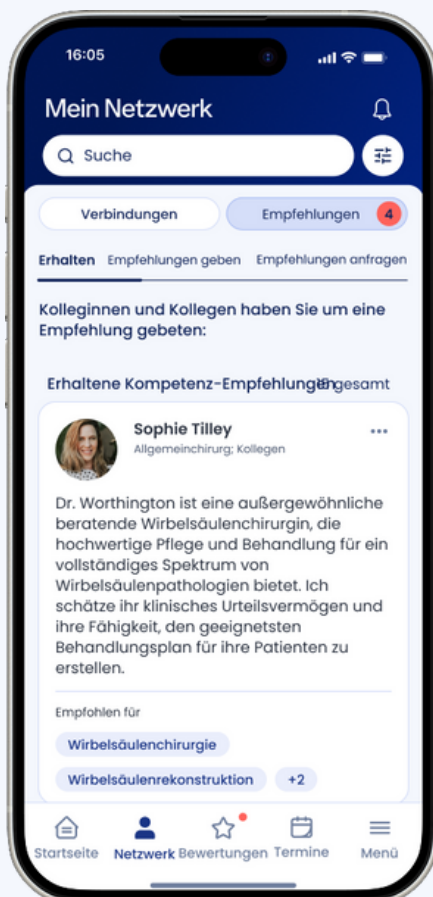 16:05
Mein Netzwerk
Suche
Verbindungen
Empfehlungen 4
Erhalten Empfehlungen geben Empfehlungen anfragen
Kolleginnen und Kollegen haben Sie um eine
Empfehlung gebeten:
Erhaltene Kompetenz-Empfehlungen gesamt
Sophie Tilley
Allgemeinchirurg; Kollegen
Dr. Worthington ist eine außergewöhnliche
beratende Wirbelsäulenchirurgin, die
hochwertige Pflege und Behandlung für ein
vollständiges Spektrum von
Wirbelsäulenpathologien bietet. Ich
schätze ihr klinisches Urteilsvermögen und
ihre Fähigkeit, den geeignetsten
Behandlungsplan für ihre Patienten zu
erstellen.
Empfohlen für
Wirbelsäulenchirurgie
Wirbelsäulenrekonstruktion +2
Startseite Netzwerk Bewertungen Termine Menü